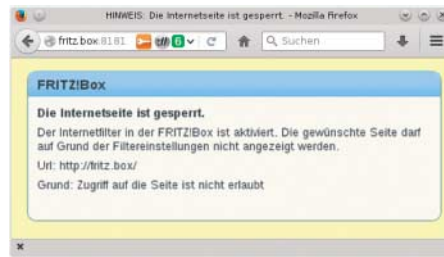 HINWEIS: Die Internetseite ist gesperrt. - Mozilla Firefox
fritz.box:8181
6
Suchen
FRITZ!Box
Die Internetseite ist gesperrt.
Der Internetfilter in der FRITZ!Box ist aktiviert. Die gewünschte Seite darf
auf Grund der Filtereinstellungen nicht angezeigt werden.
Url: http://fritz.box/
Grund: Zugriff auf die Seite ist nicht erlaubt